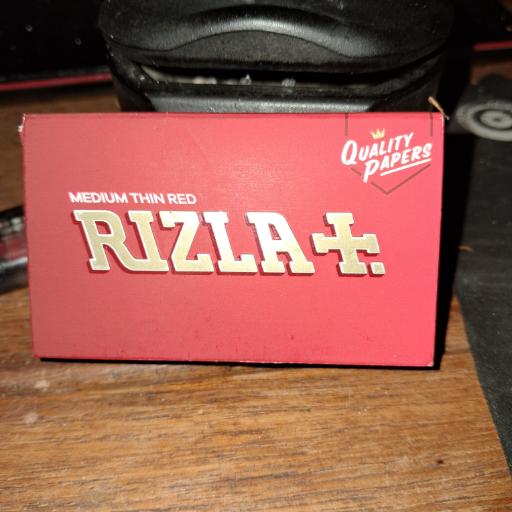 QUALITY
PAPERS
MEDIUM THIN RED
RIZLA+.